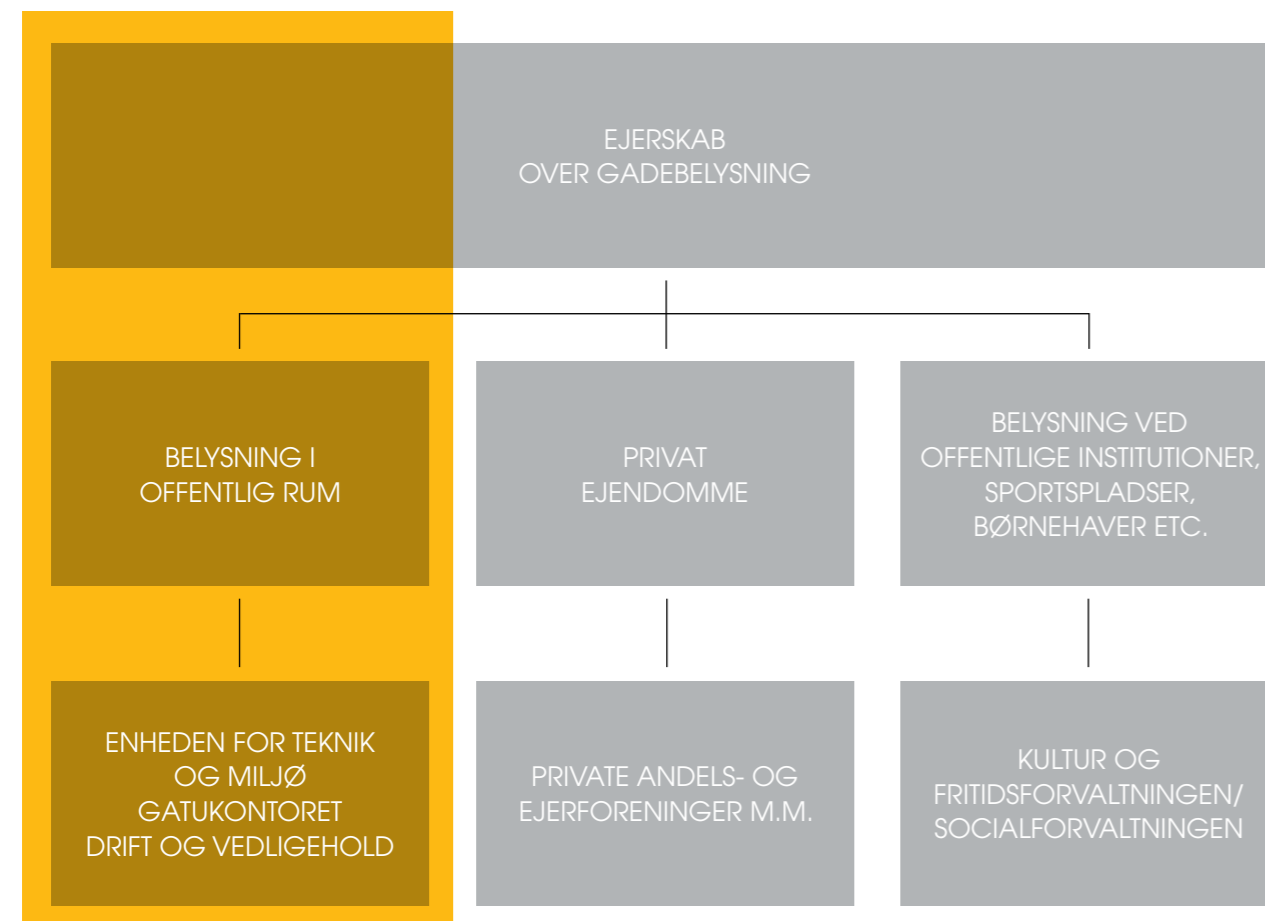 EJERSKAB
OVER GADEBELYSNING
BELYSNING I
OFFENTLIG RUM
PRIVAT
EJENDOMME
BELYSNING VED
OFFENTLIGE INSTITUTIONER,
SPORTSPLADSER,
BØRNEHAVER ETC.
ENHEDEN FOR TEKNIK
OG MILJØ
GATUKONTORET
DRIFT OG VEDLIGEHOLD
PRIVATE ANDELS- OG
EJERFORENINGER M.M.
KULTUR OG
FRITIDSFORVALTNINGEN/
SOCIALFORVALTNINGEN